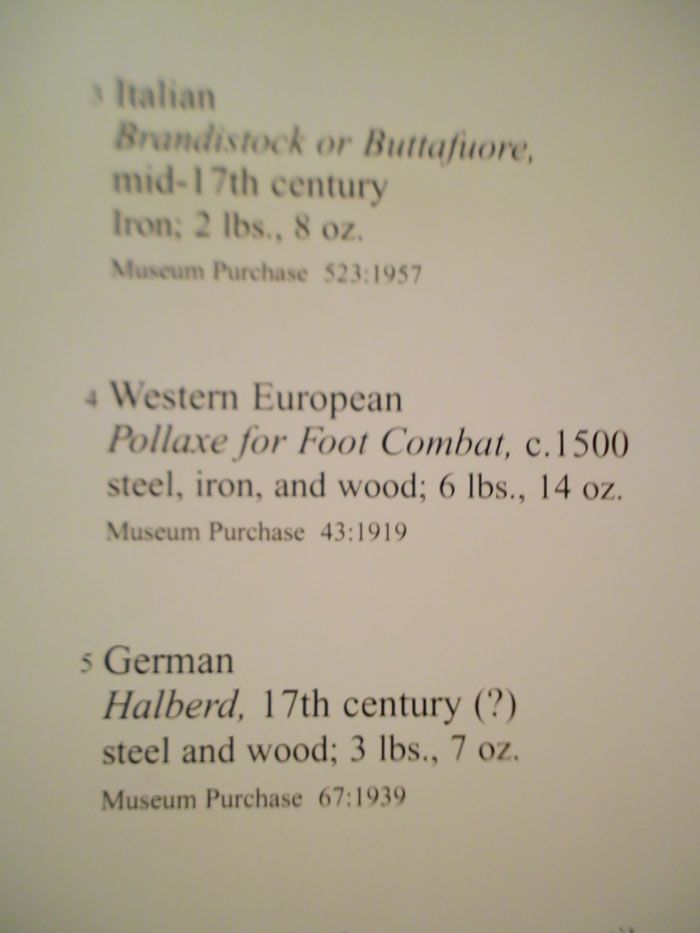 3 Italian
Brandistock or Buttafuore,
mid-17th century
Iron; 2 lbs., 8 oz.
Museum Purchase 523:1957
4 Western European
Pollaxe for Foot Combat, c.1500
steel, iron, and wood; 6 lbs., 14 oz.
Museum Purchase 43:1919
5 German
Halberd, 17th century (?)
steel and wood; 3 lbs., 7 oz.
Museum Purchase 67:1939